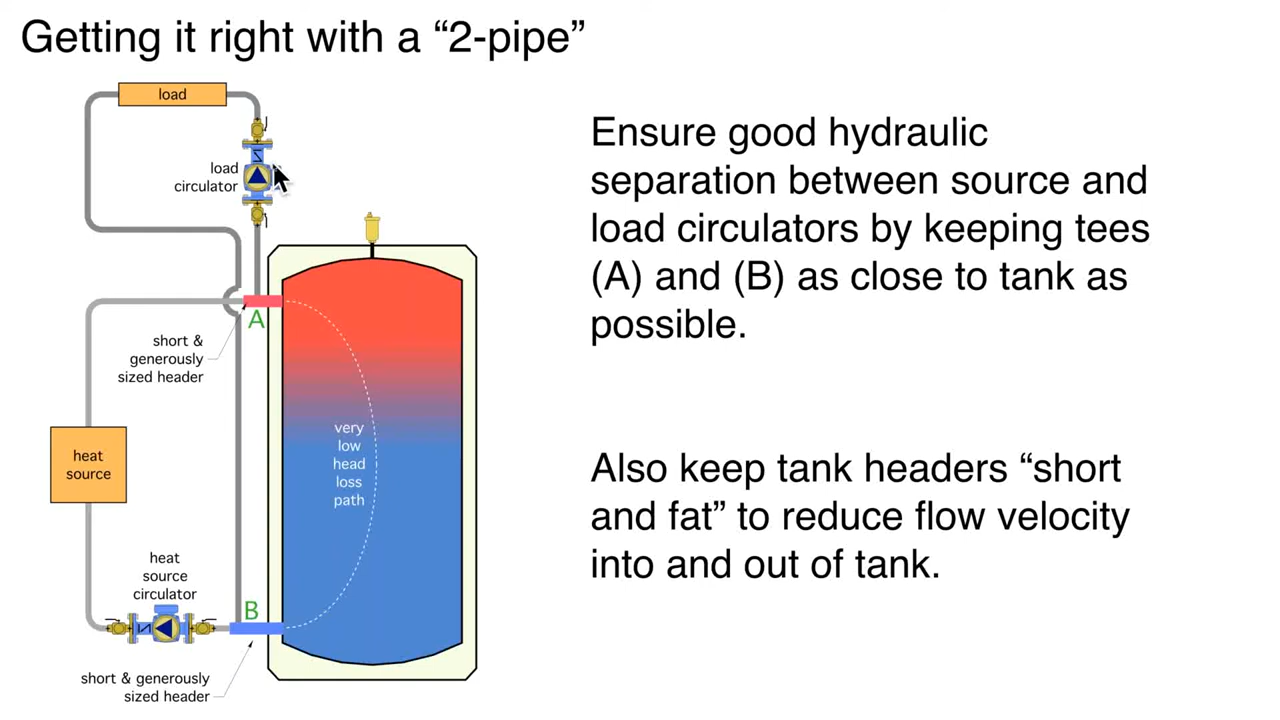 Getting it right with a “2-pipe”
load
load
circulator
A
short &
generously
sized header
heat
source
very
low
head
loss
path
heat
source
circulator
B
short & generously
sized header
Ensure good hydraulic
separation between source and
load circulators by keeping tees
(A) and (B) as close to tank as
possible.
Also keep tank headers “short
and fat” to reduce flow velocity
into and out of tank.